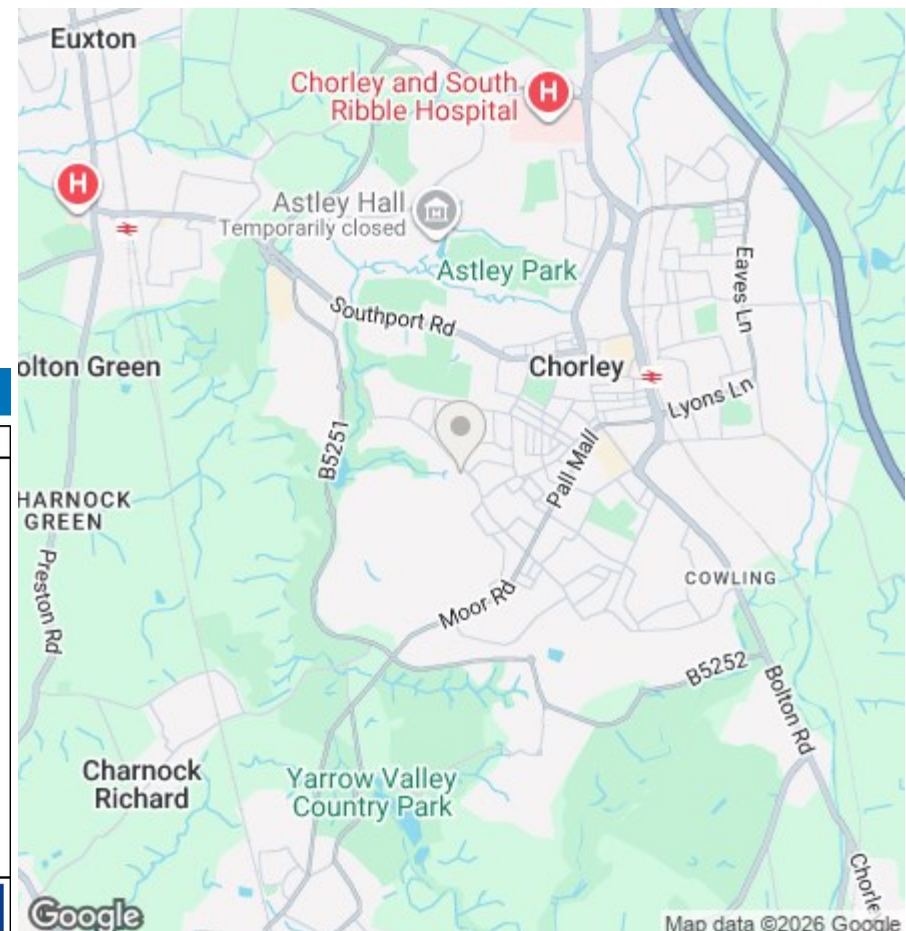 Euxton
Chorley and South
Ribble Hospital
H
H
Astley Hall
Temporarily closed
Astley Park
Eaves Ln
Southport Rd
olton Green
Chorley
Lyons Ln
B5251
Pall Mall
HARNOCK
GREEN
Preston Rd
COWLING
Moor Rd
B5252
Bolton Rd
Charnock
Richard
Yarrow Valley
Country Park
Chorley
Google
Map data ©2026 Google